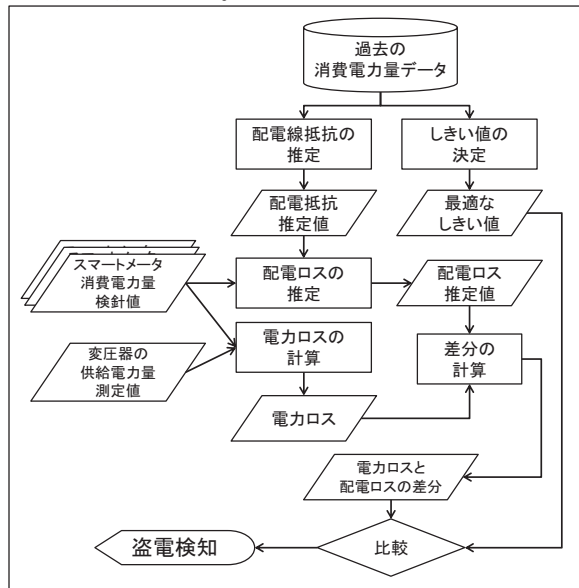 過去の
消費電力量データ
配電線抵抗の
推定
しきい値の
決定
配電抵抗
推定値
最適な
しきい値
スマートメータ
消費電力量
検針値
配電ロスの
推定
配電ロス
推定値
変圧器の
供給電力量
測定値
電力ロスの
計算
差分の
計算
電力ロス
電力ロスと
配電ロスの差分
盗電検知
比較